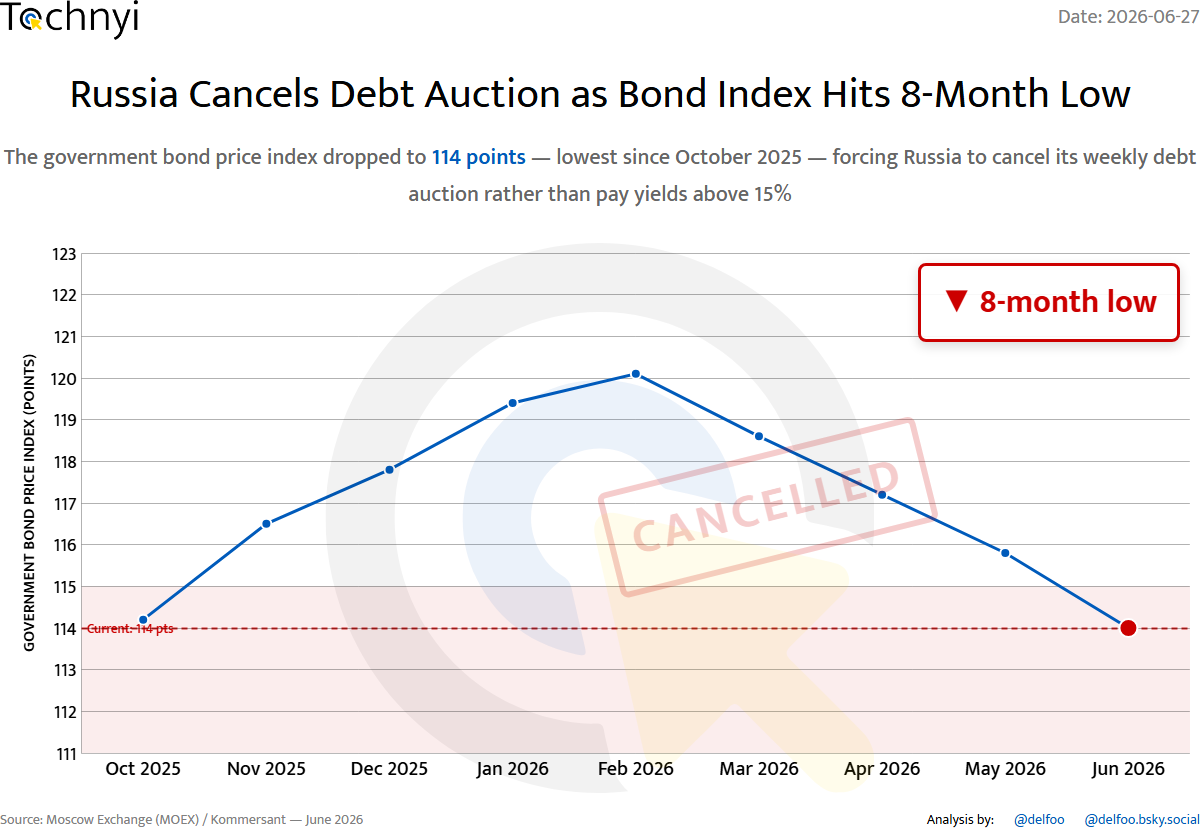 Tochnyi
Date: 2026-06-27
Russia Cancels Debt Auction as Bond Index Hits 8-Month Low
The government bond price index dropped to 114 points — lowest since October 2025 — forcing Russia to cancel its weekly debt
auction rather than pay yields above 15%
GOVERNMENT BOND PRICE INDEX (POINTS)
123
122
121
120
119
118
117
116
115
114
113
112
111
▼ 8-month low
CANCELLED
Current: 114 pts
Oct 2025 Nov 2025 Dec 2025 Jan 2026 Feb 2026 Mar 2026 Apr 2026 May 2026 Jun 2026
Source: Moscow Exchange (MOEX) / Kommersant — June 2026
Analysis by: @delfoo @delfoo.bsky.social